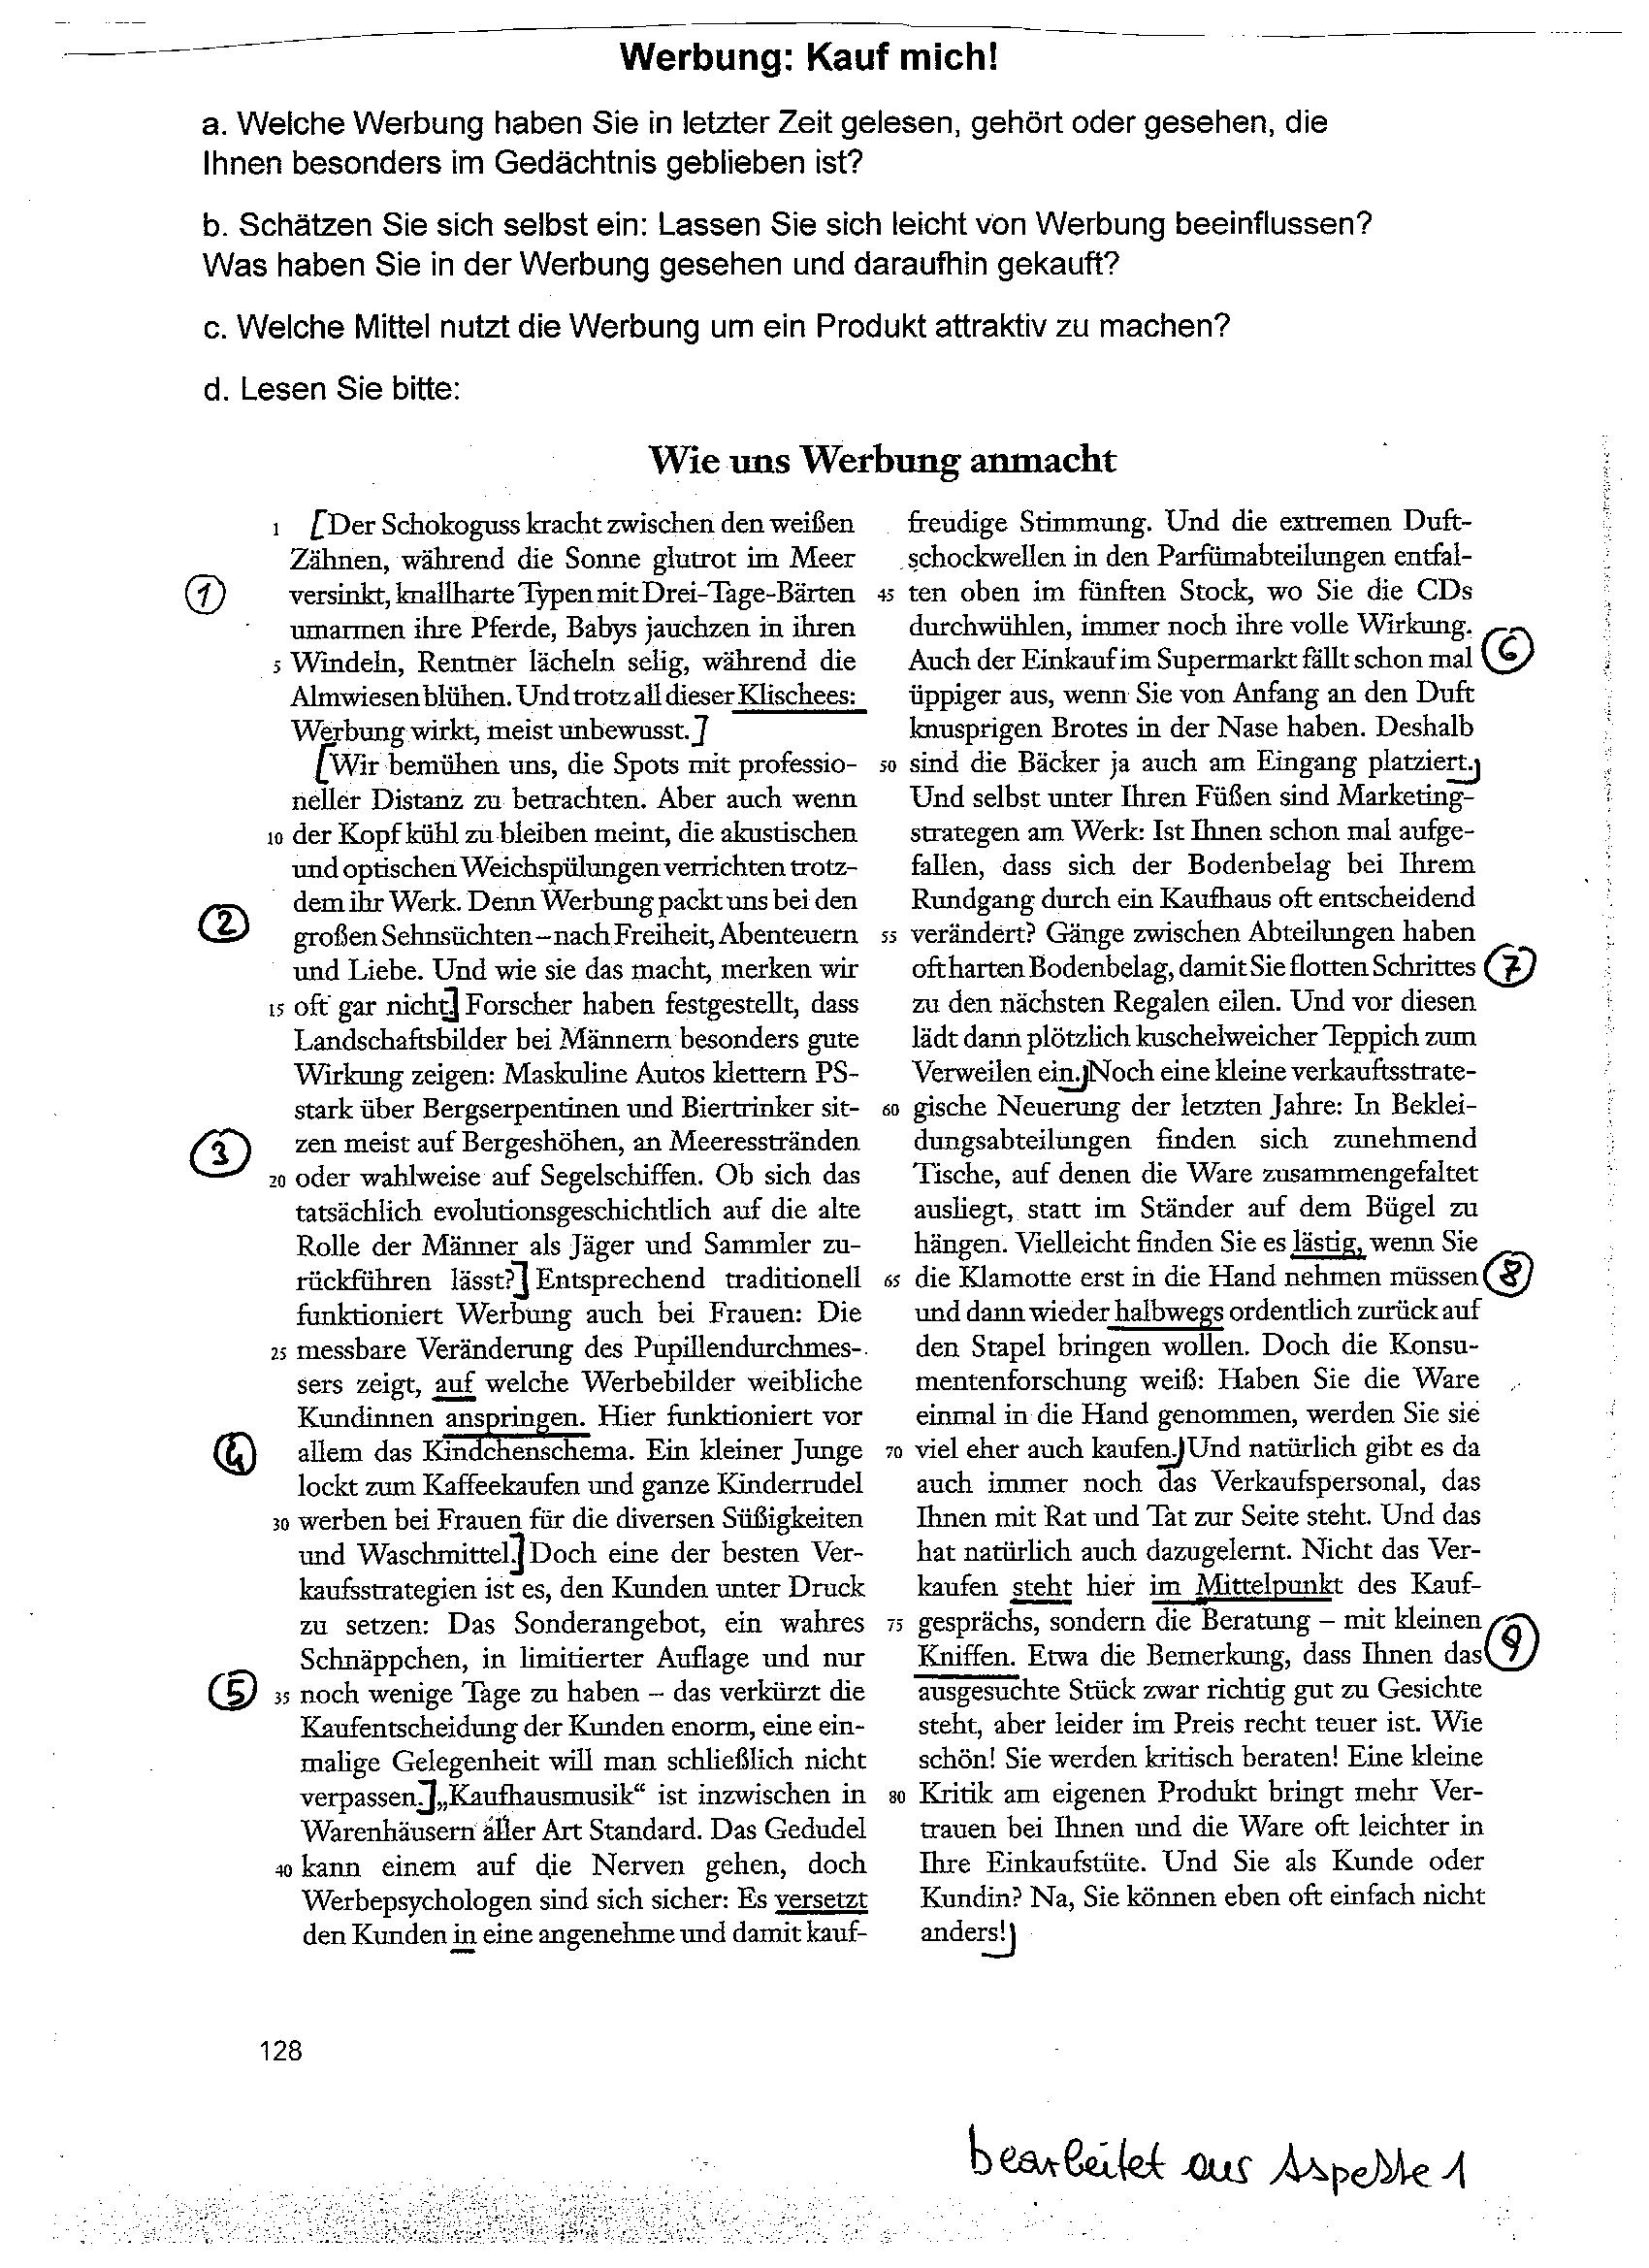 Werbung: Kauf mich!
a. Welche Werbung haben Sie in letzter Zeit gelesen, gehört oder gesehen, die
Ihnen besonders im Gedächtnis geblieben ist?
b. Schätzen Sie sich selbst ein: Lassen Sie sich leicht von Werbung beeinflussen?
Was haben Sie in der Werbung gesehen und daraufhin gekauft?
c. Welche Mittel nutzt die Werbung um ein Produkt attraktiv zu machen?
d. Lesen Sie bitte:
Wie uns Werbung anmacht
1 [Der Schokoguss kracht zwischen den weißen
Zähnen, während die Sonne glutrot im Meer
① versinkt, knallharte Typen mit Drei-Tage-Bärten
umarmen ihre Pferde, Babys jauchzen in ihren
5 Windeln, Rentner lächeln selig, während die
Almwiesen blühen. Und trotz all dieser Klischees:
Werbung wirkt, meist unbewusst.]
[Wir bemühen uns, die Spots mit professio-
neller Distanz zu betrachten. Aber auch wenn
10 der Kopf kühl zu bleiben meint, die akustischen
und optischen Weichspülungen verrichten trotz-
dem ihr Werk. Denn Werbung packt uns bei den
② großen Sehnsüchten – nach Freiheit, Abenteuern
und Liebe. Und wie sie das macht, merken wir
15 oft gar nicht.] Forscher haben festgestellt, dass
Landschaftsbilder bei Männern besonders gute
Wirkung zeigen: Maskuline Autos klettern PS-
stark über Bergserpentinen und Biertrinker sit-
③ zen meist auf Bergeshöhen, an Meeresstränden
20 oder wahlweise auf Segelschiffen. Ob sich das
tatsächlich evolutionsgeschichtlich auf die alte
Rolle der Männer als Jäger und Sammler zu-
rückführen lässt?] Entsprechend traditionell
funktioniert Werbung auch bei Frauen: Die
25 messbare Veränderung des Pupillendurchmes-
sers zeigt, auf welche Werbebilder weibliche
Kundinnen anspringen. Hier funktioniert vor
④ allem das Kindchenschema. Ein kleiner Junge
lockt zum Kaffeekaufen und ganze Kinderrudel
30 werben bei Frauen für die diversen Süßigkeiten
und Waschmittel.] Doch eine der besten Ver-
kaufsstrategien ist es, den Kunden unter Druck
zu setzen: Das Sonderangebot, ein wahres
Schnäppchen, in limitierter Auflage und nur
⑤ 35 noch wenige Tage zu haben – das verkürzt die
Kaufentscheidung der Kunden enorm, eine ein-
malige Gelegenheit will man schließlich nicht
verpassen.] „Kaufhausmusik“ ist inzwischen in
Warenhäusern aller Art Standard. Das Gedudel
40 kann einem auf die Nerven gehen, doch
Werbepsychologen sind sich sicher: Es versetzt
den Kunden in eine angenehme und damit kauf-
freudige Stimmung. Und die extremen Duft-
schockwellen in den Parfümabteilungen entfal-
45 ten oben im fünften Stock, wo Sie die CDs
durchwühlen, immer noch ihre volle Wirkung.
Auch der Einkauf im Supermarkt fällt schon mal ⑥
üppiger aus, wenn Sie von Anfang an den Duft
knusprigen Brotes in der Nase haben. Deshalb
50 sind die Bäcker ja auch am Eingang platziert.]
Und selbst unter Ihren Füßen sind Marketing-
strategen am Werk: Ist Ihnen schon mal aufge-
fallen, dass sich der Bodenbelag bei Ihrem
Rundgang durch ein Kaufhaus oft entscheidend
55 verändert? Gänge zwischen Abteilungen haben
oft harten Bodenbelag, damit Sie flotten Schrittes ⑦
zu den nächsten Regalen eilen. Und vor diesen
lädt dann plötzlich kuschelweicher Teppich zum
Verweilen ein.] Noch eine kleine verkaufsstrate-
60 gische Neuerung der letzten Jahre: In Beklei-
dungsabteilungen finden sich zunehmend
Tische, auf denen die Ware zusammengefaltet
ausliegt, statt im Ständer auf dem Bügel zu
hängen. Vielleicht finden Sie es lästig, wenn Sie
65 die Klamotte erst in die Hand nehmen müssen ⑧
und dann wieder halbwegs ordentlich zurück auf
den Stapel bringen wollen. Doch die Konsu-
mentenforschung weiß: Haben Sie die Ware
einmal in die Hand genommen, werden Sie sie
70 viel eher auch kaufen.] Und natürlich gibt es da
auch immer noch das Verkaufspersonal, das
Ihnen mit Rat und Tat zur Seite steht. Und das
hat natürlich auch dazugelernt. Nicht das Ver-
kaufen steht hier im Mittelpunkt des Kauf-
75 gesprächs, sondern die Beratung – mit kleinen
Kniffen. Etwa die Bemerkung, dass Ihnen das ⑨
ausgesuchte Stück zwar richtig gut zu Gesichte
steht, aber leider im Preis recht teuer ist. Wie
schön! Sie werden kritisch beraten! Eine kleine
80 Kritik am eigenen Produkt bringt mehr Ver-
trauen bei Ihnen und die Ware oft leichter in
Ihre Einkaufstüte. Und Sie als Kunde oder
Kundin? Na, Sie können eben oft einfach nicht
anders!]
128
bearbeitet aus Aspekte 1